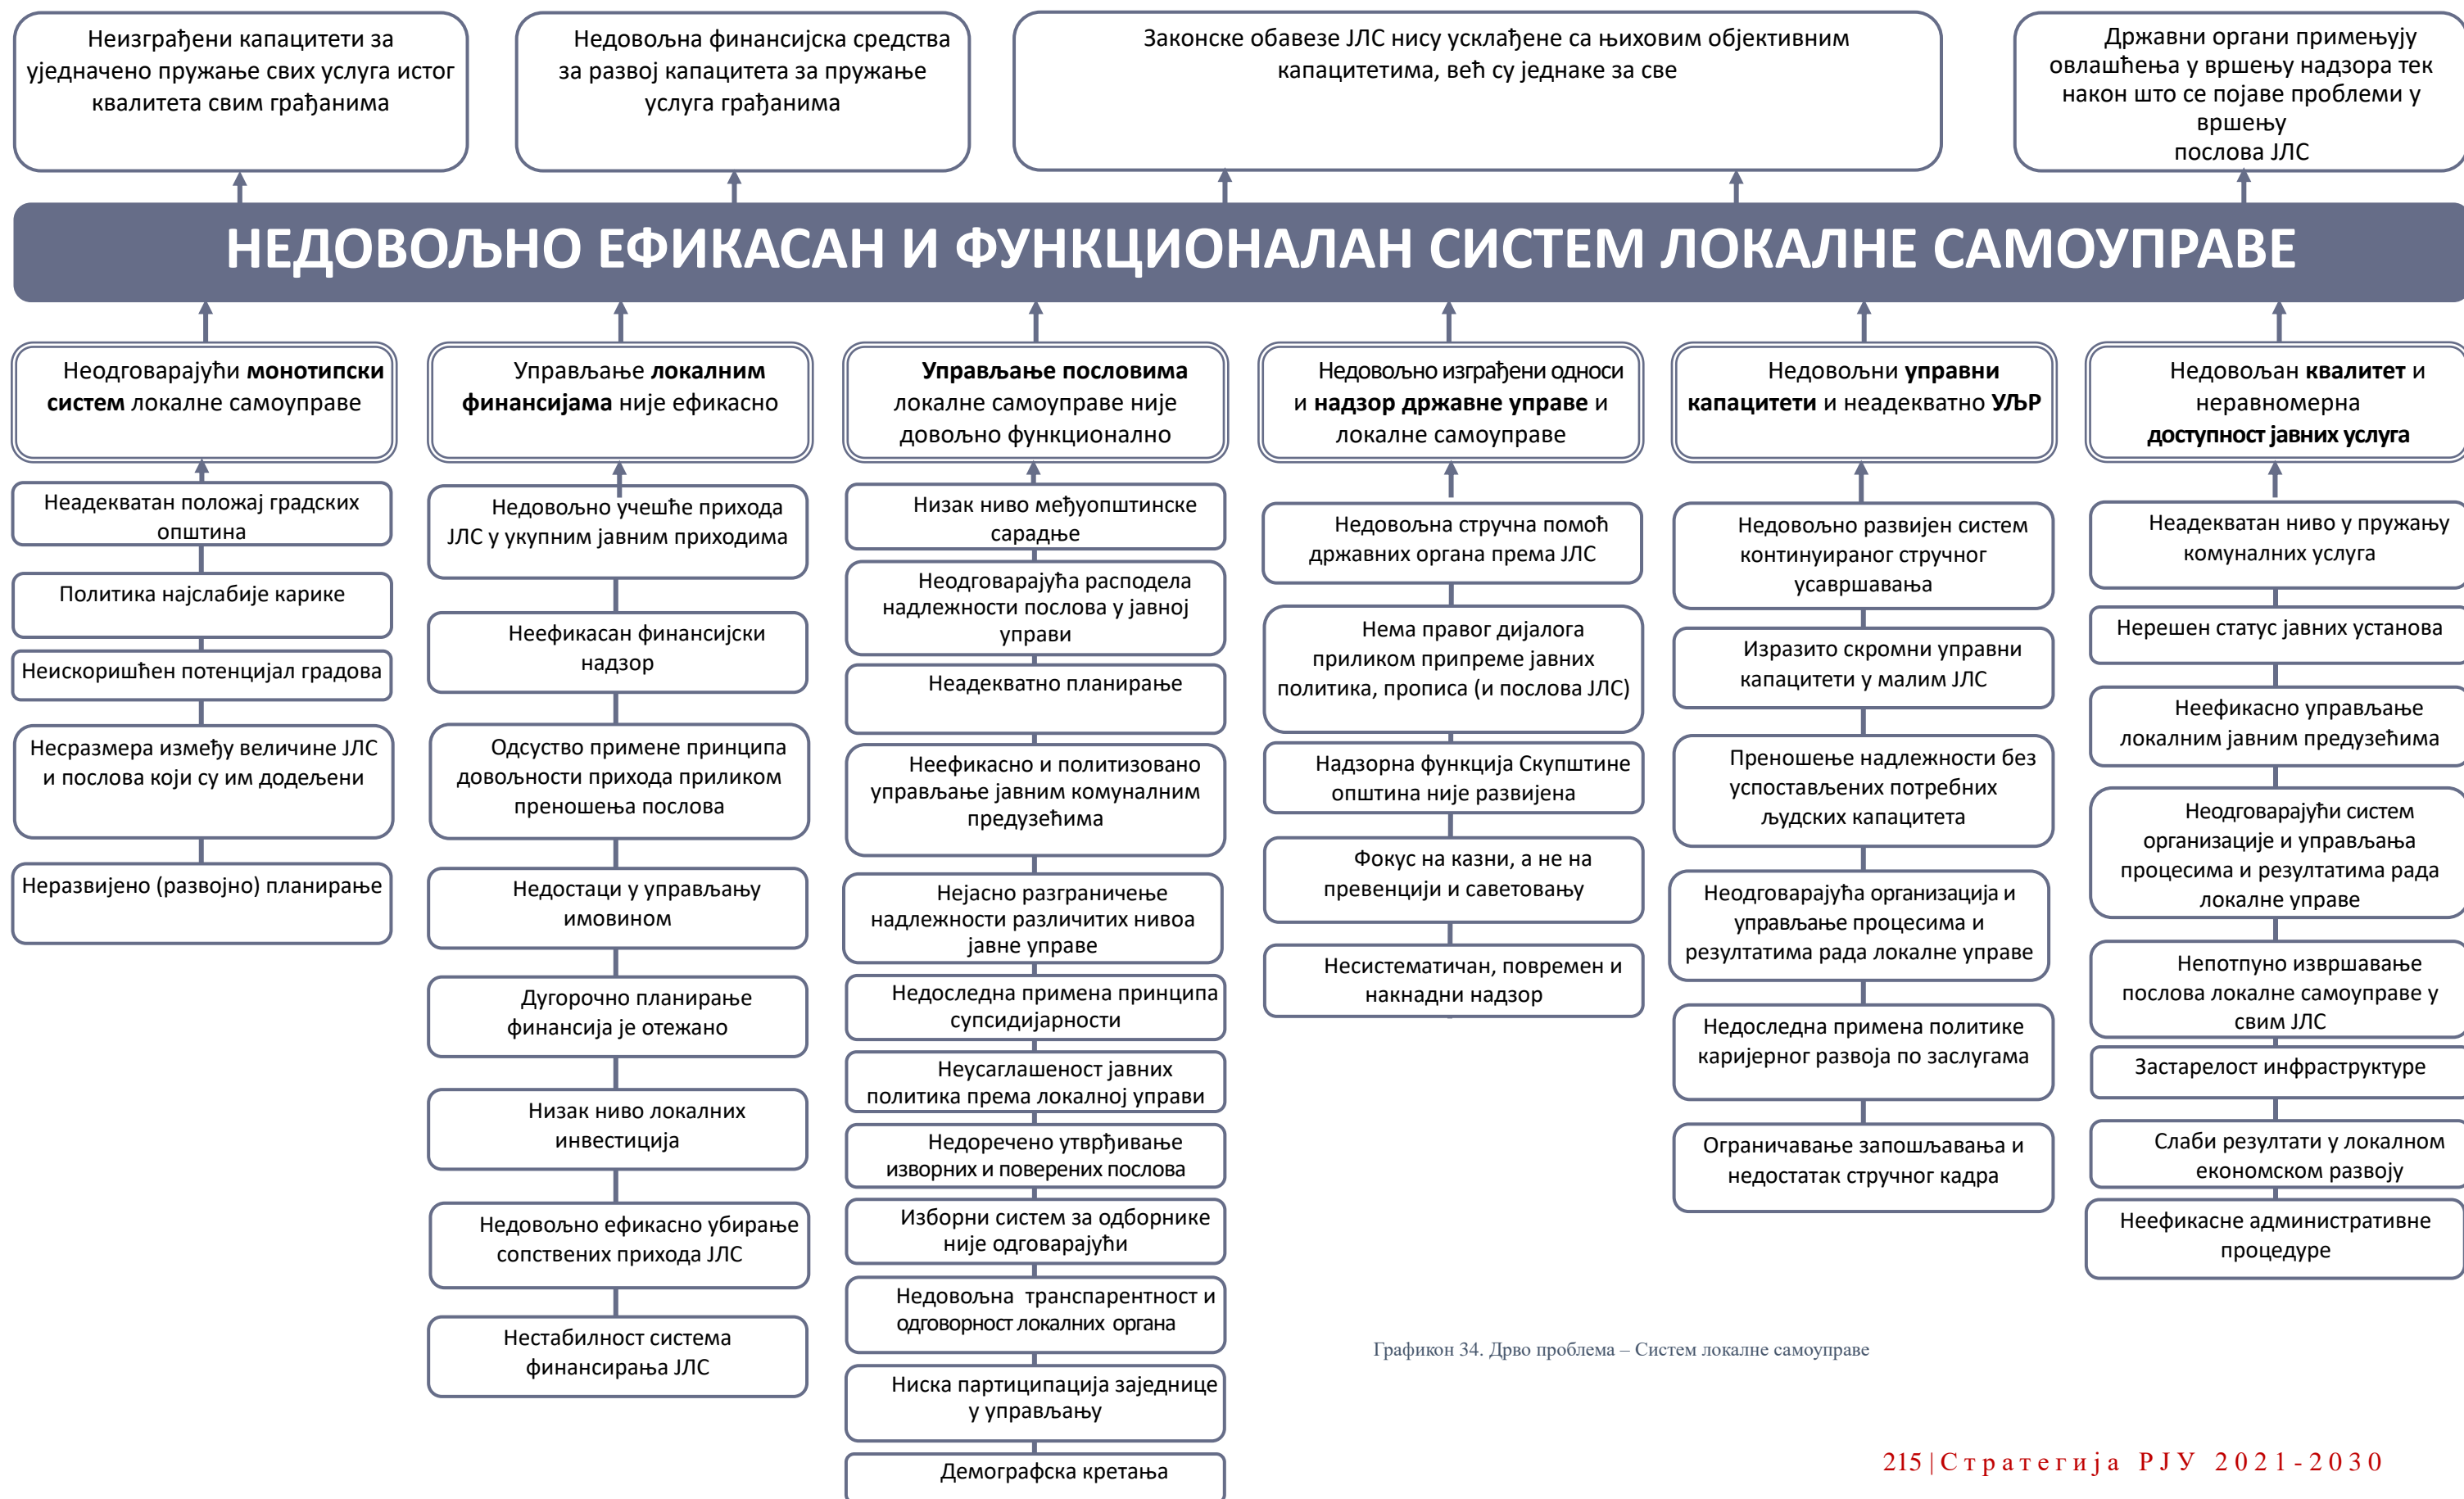 Неизграђени капацитети за
уједначено пружање свих услуга истог
квалитета свим грађанима
Недовољна финансијска средства
за развој капацитета за пружање
услуга грађанима
Законске обавезе ЈЛС нису усклађене са њиховим објективним
капацитетима, већ су једнаке за све
Државни органи примењују
овлашћења у вршењу надзора тек
након што се појаве проблеми у
вршењу
послова ЈЛС
НЕДОВОЉНО ЕФИКАСАН И ФУНКЦИОНАЛАН СИСТЕМ ЛОКАЛНЕ САМОУПРАВЕ
Неодговарајући монотипски
систем локалне самоуправе
Неадекватан положај градских
општина
Политика најслабије карике
Неискоришћен потенцијал градова
Несразмера између величине ЈЛС
и послова који су им додељени
Неразвијено (развојно) планирање
Управљање локалним
финансијама није ефикасно
Недовољно учешће прихода
ЈЛС у укупним јавним приходима
Неефикасан финансијски
надзор
Одсуство примене принципа
довољности прихода приликом
преношења послова
Недостаци у управљању
имовином
Дугорочно планирање
финансија је отежано
Низак ниво локалних
инвестиција
Недовољно ефикасно убирање
сопствених прихода ЈЛС
Нестабилност система
финансирања ЈЛС
Управљање пословима
локалне самоуправе није
довољно функционално
Низак ниво међуопштинске
сарадње
Неодговарајућа расподела
надлежности послова у јавној
управи
Неадекватно планирање
Неефикасно и политизовано
управљање јавним комуналним
предузећима
Нејасно разграничење
надлежности различитих нивоа
јавне управе
Недоследна примена принципа
супсидијарности
Неусаглашеност јавних
политика према локалној управи
Недоречено утврђивање
изворних и поверених послова
Изборни систем за одборнике
није одговарајући
Недовољна транспарентност и
одговорност локалних органа
Ниска партиципација заједнице
у управљању
Демографска кретања
Недовољно изграђени односи
и надзор државне управе и
локалне самоуправе
Недовољна стручна помоћ
државних органа према ЈЛС
Нема правог дијалога
приликом припреме јавних
политика, прописа (и послова ЈЛС)
Надзорна функција Скупштине
општина није развијена
Фокус на казни, а не на
превенцији и саветовању
Несистематичан, повремен и
накнадни надзор
Недовољни управни
капацитети и неадекватно УЉР
Недовољно развијен систем
континуираног стручног
усавршавања
Изразито скромни управни
капацитети у малим ЈЛС
Преношење надлежности без
успостављених потребних
људских капацитета
Неодговарајућа организација и
управљање процесима и
резултатима рада локалне управе
Недоследна примена политике
каријерног развоја по заслугама
Ограничавање запошљавања и
недостатак стручног кадра
Недовољан квалитет и
неравномерна
доступност јавних услуга
Неадекватан ниво у пружању
комуналних услуга
Нерешен статус јавних установа
Неефикасно управљање
локалним јавним предузећима
Неодговарајући систем
организације и управљања
процесима и резултатима рада
локалне управе
Непотпуно извршавање
послова локалне самоуправе у
свим ЈЛС
Застарелост инфраструктуре
Слаби резултати у локалном
економском развоју
Неефикасне административне
процедуре
Графикон 34. Дрво проблема – Систем локалне самоуправе
215 | Стратегија РЈУ 2021-2030